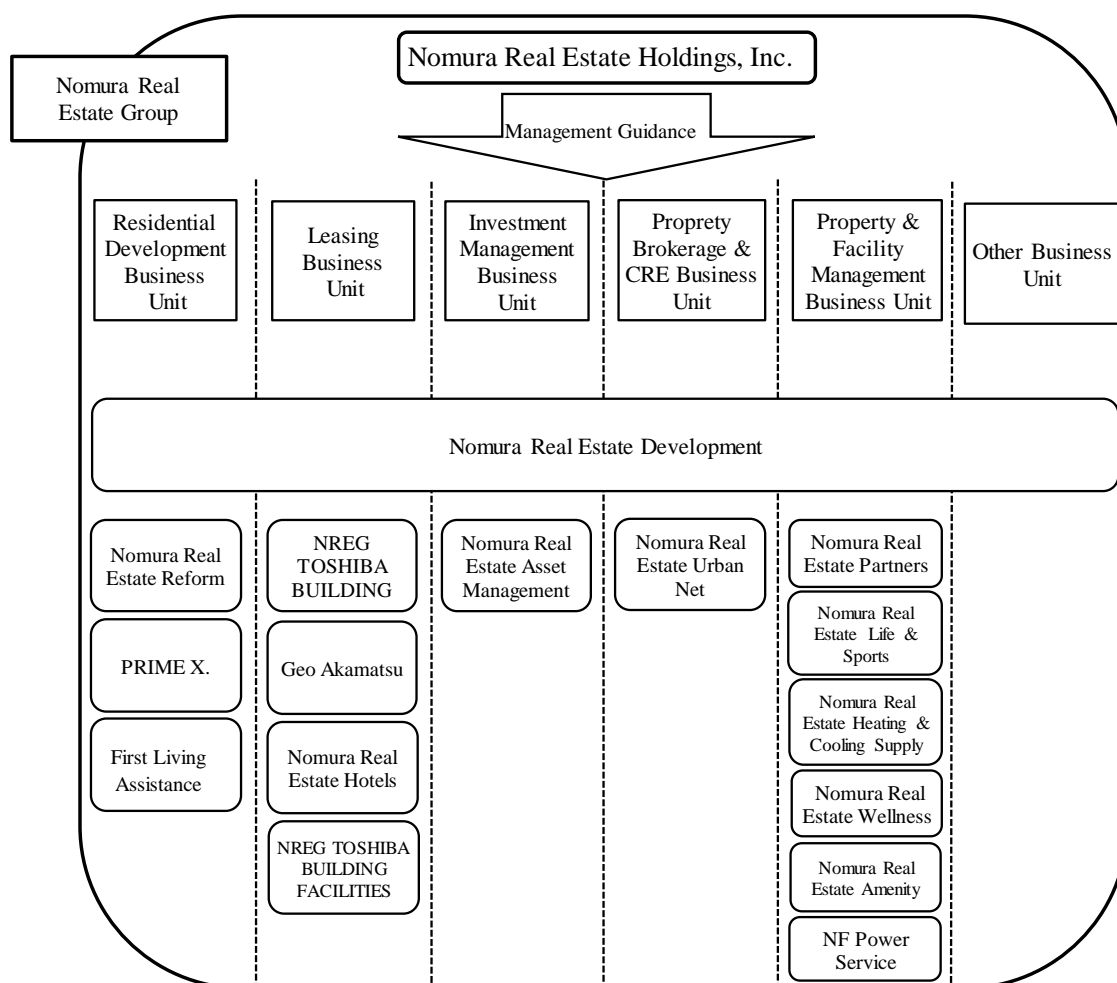 Nomura Real Estate Holdings, Inc.
Nomura Real
Estate Group
Management Guidance
Residential
Development
Business
Unit
Leasing
Business
Unit
Investment
Management
Business
Unit
Proprety
Brokerage &
CRE Business
Unit
Property &
Facility
Management
Business Unit
Other Business
Unit
Nomura Real Estate Development
Nomura Real
Estate Reform
PRIME X.
First Living
Assistance
NREG
TOSHIBA
BUILDING
Geo Akamatsu
Nomura Real
Estate Hotels
NREG TOSHIBA
BUILDING
FACILITIES
Nomura Real
Estate Asset
Management
Nomura Real
Estate Urban
Net
Nomura Real
Estate Partners
Nomura Real
Estate Life &
Sports
Nomura Real
Estate Heating &
Cooling Supply
Nomura Real
Estate Wellness
Nomura Real
Estate Amenity
NF Power
Service